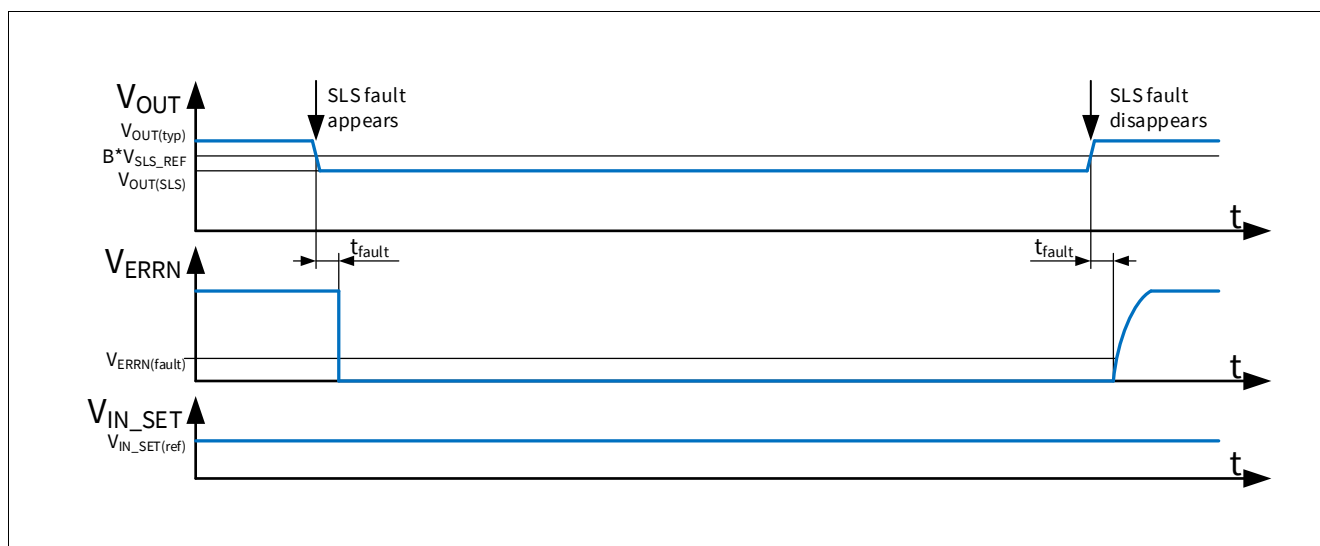 SLS fault
appears
SLS fault
disappears
VOUT
VOUT(typ)
B*VSLS_REF
VOUT(SLS)
t
tfault
tfault
VERRN
VERRN(fault)
t
VIN_SET
VIN_SET(ref)
t